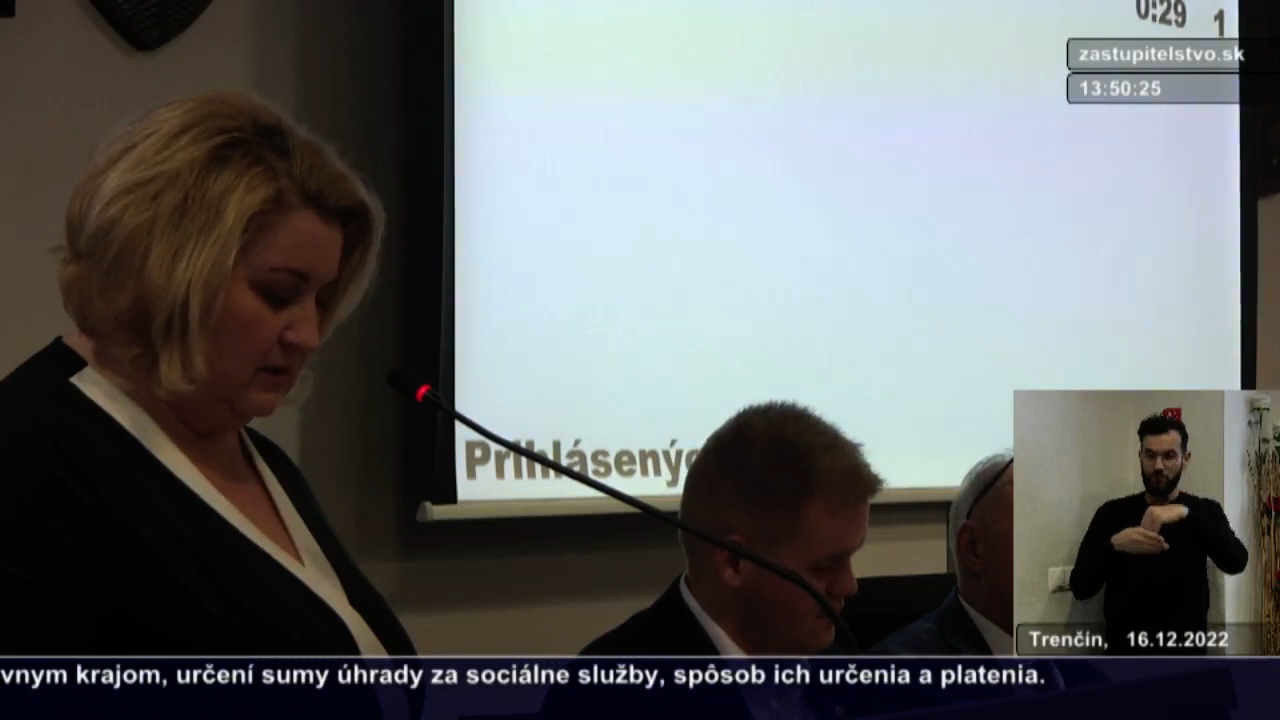 0:29 1
zastupitelstvo.sk
13:50:25
Trenčín, 16.12.2022
vnym krajom, určení sumy úhrady za sociálne služby, spôsob ich určenia a platenia.